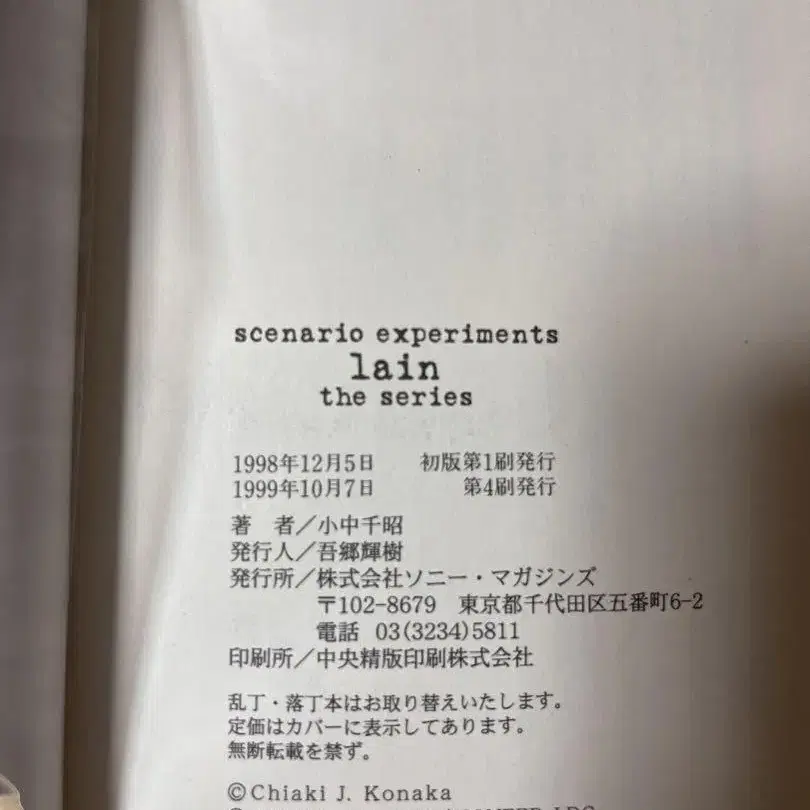 scenario experiments
lain
the series
1998年12月5日　初版第1刷発行
1999年10月7日　第4刷発行
著　者／小中千昭
発行人／吾郷輝樹
発行所／株式会社ソニー・マガジンズ
〒102-8679　東京都千代田区五番町6-2
電話　03(3234)5811
印刷所／中央精版印刷株式会社
乱丁・落丁本はお取り替えいたします。
定価はカバーに表示してあります。
無断転載を禁ず。
©Chiaki J. Konaka